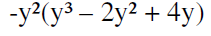 -y²(y³ – 2y² + 4y)